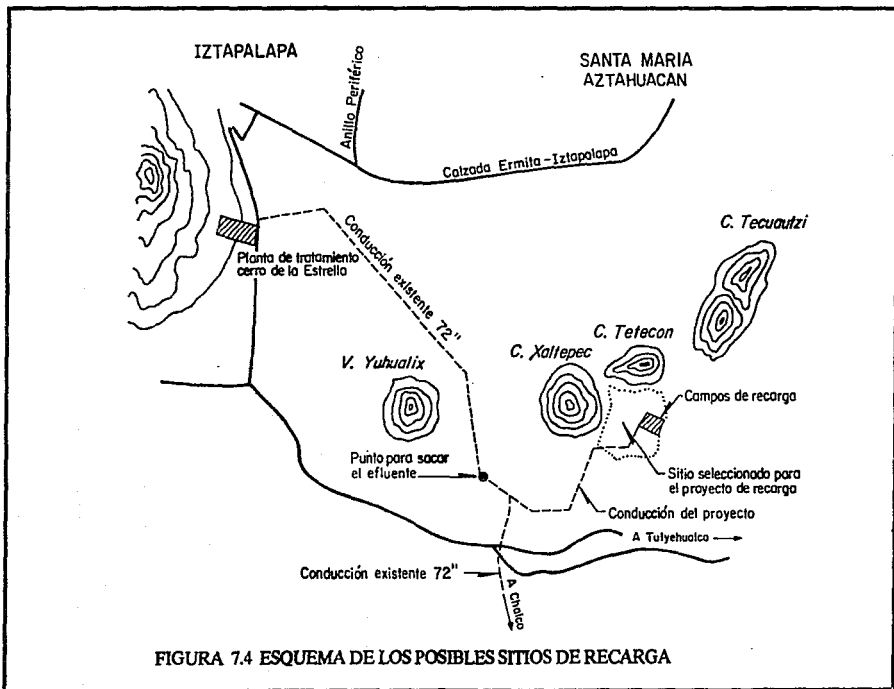 IZTAPALAPA
SANTA MARIA
AZTAHUACAN
Anillo Periférico
Calzada Ermita-Iztapalapa
C. Tecuautzi
Planta de tratamiento
cerro de la Estrella
Conducción existente 72"
C. Tetecon
C. Xaltepec
V. Yuhualix
Campos de recarga
Punto para sacar
el efluente
Sitio seleccionado para
el proyecto de recarga
Conducción del proyecto
A Tulyehualco
Conducción existente 72"
A Chalco
FIGURA 7.4 ESQUEMA DE LOS POSIBLES SITIOS DE RECARGA